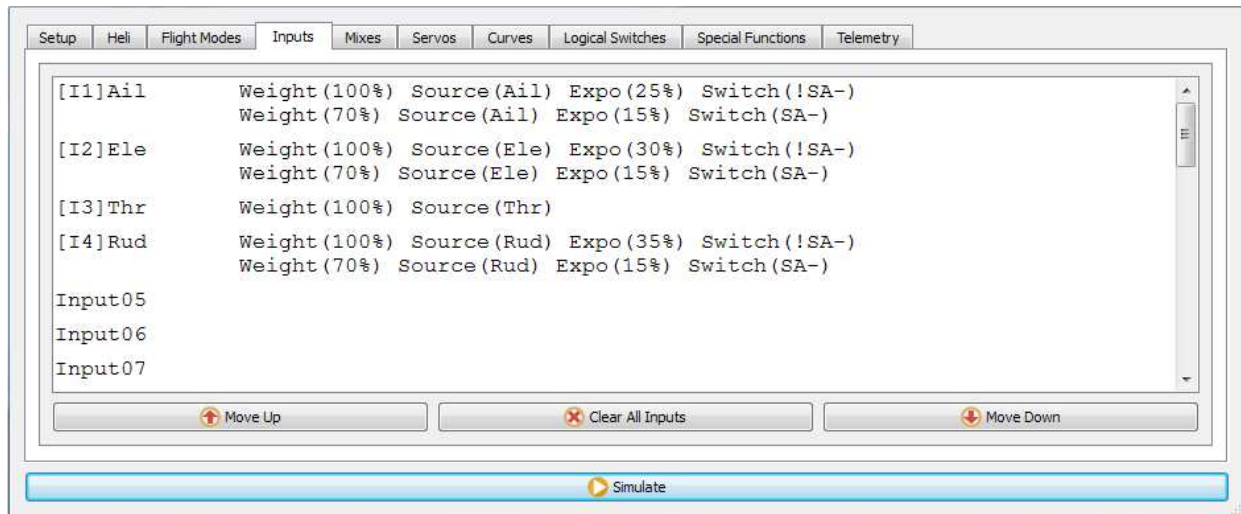 Setup Heli Flight Modes Inputs Mixes Servos Curves Logical Switches Special Functions Telemetry
[I1]Ail Weight(100%) Source(Ail) Expo(25%) Switch(!SA-)
Weight(70%) Source(Ail) Expo(15%) Switch(SA-)
[I2]Ele Weight(100%) Source(Ele) Expo(30%) Switch(!SA-)
Weight(70%) Source(Ele) Expo(15%) Switch(SA-)
[I3]Thr Weight(100%) Source(Thr)
[I4]Rud Weight(100%) Source(Rud) Expo(35%) Switch(!SA-)
Weight(70%) Source(Rud) Expo(15%) Switch(SA-)
Input05
Input06
Input07
Move Up Clear All Inputs Move Down
Simulate